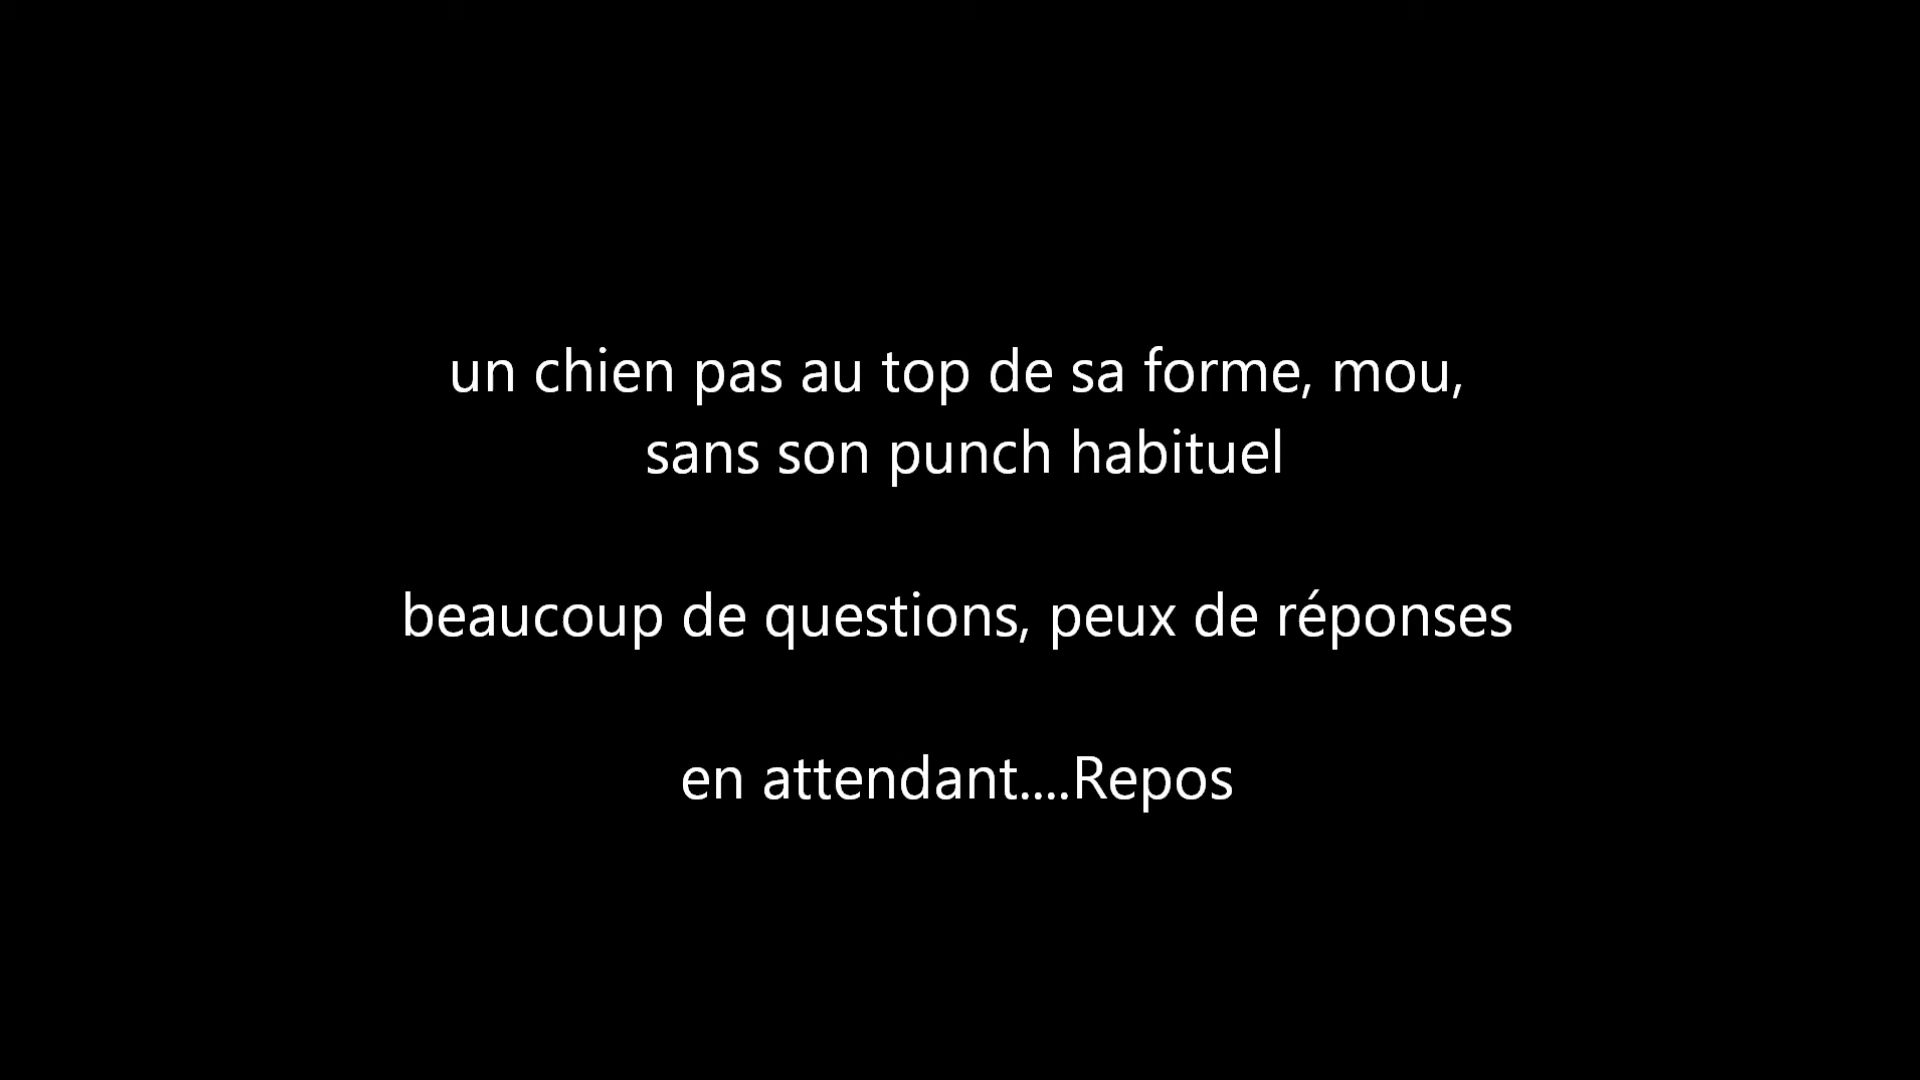 un chien pas au top de sa forme, mou,
sans son punch habituel
beaucoup de questions, peux de réponses
en attendant....Repos